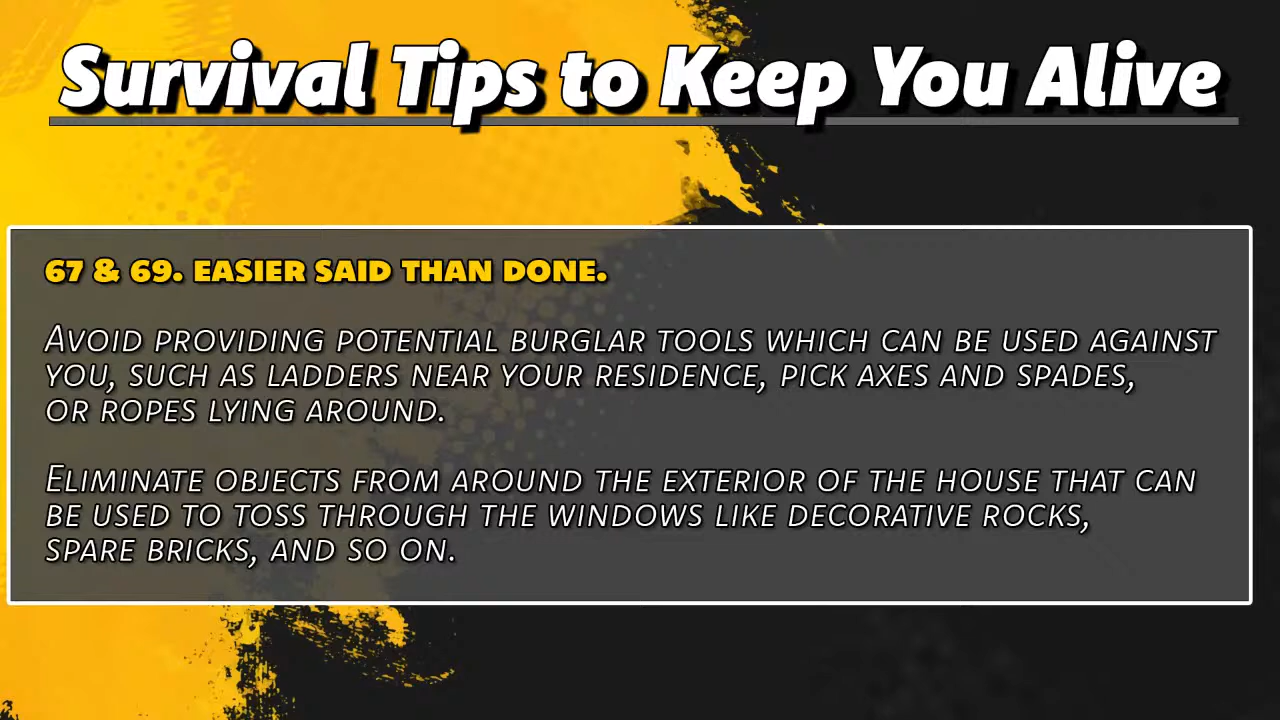 Survival Tips to Keep You Alive
67 & 69. EASIER SAID THAN DONE.
AVOID PROVIDING POTENTIAL BURGLAR TOOLS WHICH CAN BE USED AGAINST
YOU, SUCH AS LADDERS NEAR YOUR RESIDENCE, PICK AXES AND SPADES,
OR ROPES LYING AROUND.
ELIMINATE OBJECTS FROM AROUND THE EXTERIOR OF THE HOUSE THAT CAN
BE USED TO TOSS THROUGH THE WINDOWS LIKE DECORATIVE ROCKS,
SPARE BRICKS, AND SO ON.